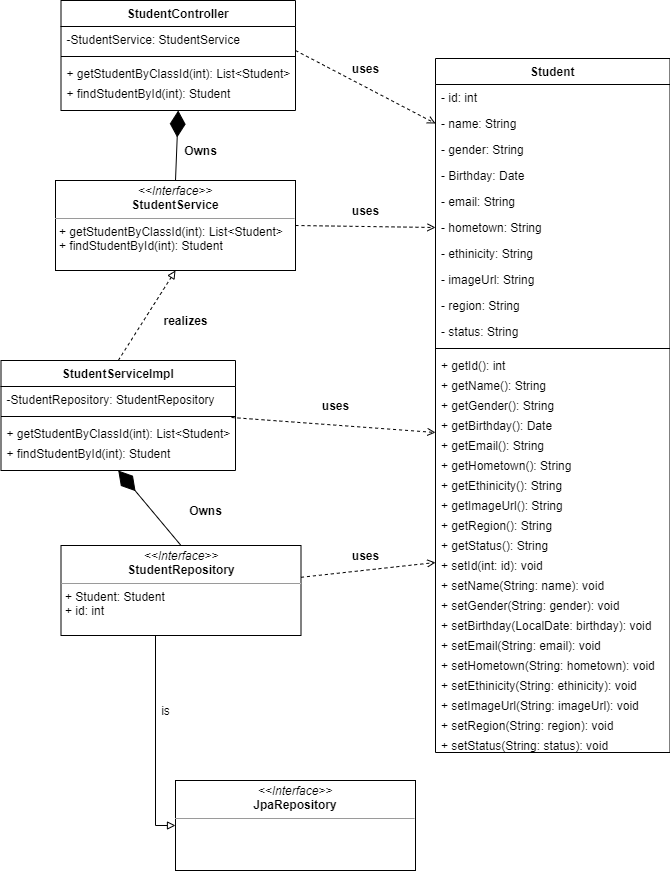 StudentController
-StudentService: StudentService
+ getStudentByClassId(int): List<Student>
+ findStudentById(int): Student
uses
Owns
<<Interface>>
StudentService
+ getStudentByClassId(int): List<Student>
+ findStudentById(int): Student
uses
realizes
StudentServiceImpl
-StudentRepository: StudentRepository
+ getStudentByClassId(int): List<Student>
+ findStudentById(int): Student
uses
Owns
<<Interface>>
StudentRepository
+ Student: Student
+ id: int
uses
is
<<Interface>>
JpaRepository
Student
- id: int
- name: String
- gender: String
- Birthday: Date
- email: String
- hometown: String
- ethinicity: String
- imageUrl: String
- region: String
- status: String
+ getId(): int
+ getName(): String
+ getGender(): String
+ getBirthday(): Date
+ getEmail(): String
+ getHometown(): String
+ getEthinicity(): String
+ getImageUrl(): String
+ getRegion(): String
+ getStatus(): String
+ setId(int: id): void
+ setName(String: name): void
+ setGender(String: gender): void
+ setBirthday(LocalDate: birthday): void
+ setEmail(String: email): void
+ setHometown(String: hometown): void
+ setEthinicity(String: ethinicity): void
+ setImageUrl(String: imageUrl): void
+ setRegion(String: region): void
+ setStatus(String: status): void